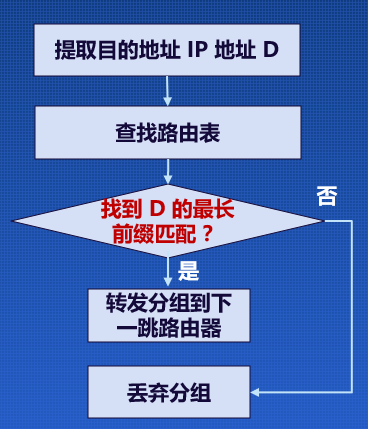 提取目的地址 IP 地址 D
查找路由表
找到 D 的最长
前缀匹配？
否
是
转发分组到下
一跳路由器
丢弃分组